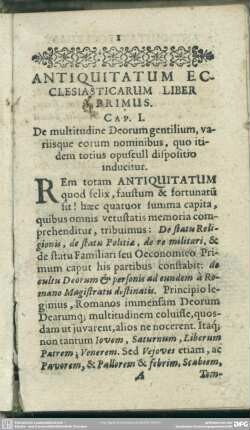 1
ANTIQUITATUM EC-
CLESIASTICARUM LIBER
PRIMUS.
CAP. I.
De multitudine Deorum gentilium, va-
riisque eorum nominibus, quo iti-
dem totius opusculi dispositio
inducitur.
REm totam ANTIQUITATUM
quod felix, faustum & fortunatũ
sit! hæc quatuor summa capita,
quibus omnis vetustatis memoria com-
prehenditur, tribuimus: De statu Reli-
gionis, de statu Politiæ, de re militari, &
de statu Familiari seu Oeconomico. Pri-
mum caput his partibus constabit: de
cultu Deorum & personis ad eundem à Ro-
mano Magistratu destinatis. Principio le-
gimus, Romanos immensam Deorum
Dearumq; multitudinem coluisse, quos-
dam ut juvarent, alios ne nocerent. Itaq;
non tantum Jovem, Saturnum, Liberum
Patrem, Venerem. Sed Vejoves etiam, ac
Pavorem, & Pallorem & febrim, Scabiem,
A Tem-